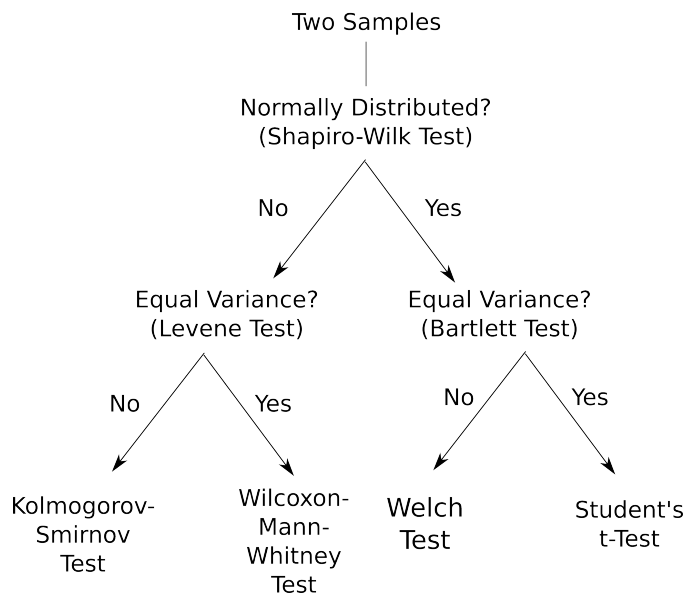 Two Samples
Normally Distributed?
(Shapiro-Wilk Test)
No
Yes
Equal Variance?
(Levene Test)
Equal Variance?
(Bartlett Test)
No
Yes
No
Yes
Kolmogorov-
Smirnov
Test
Wilcoxon-
Mann-
Whitney
Test
Welch
Test
Student's
t-Test